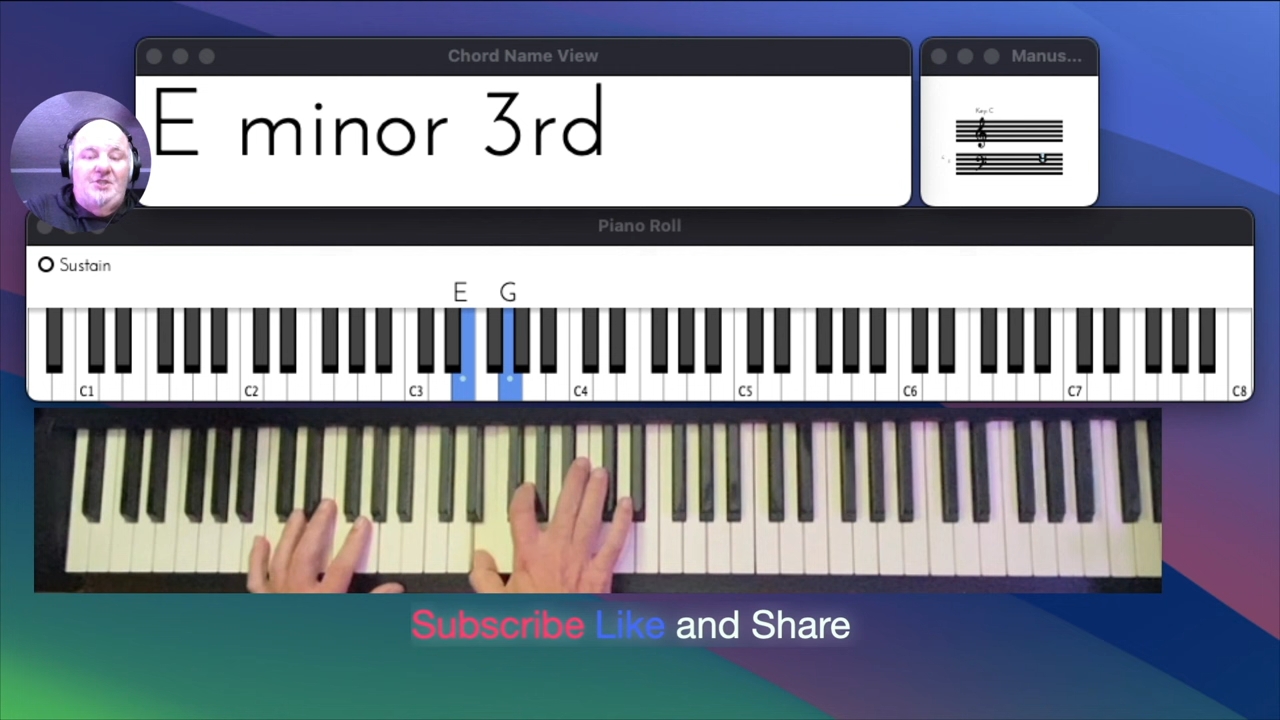 Chord Name View
Manus...
E minor 3rd
Key: C
Piano Roll
Sustain
E G
C1 C2 C3 C4 C5 C6 C7 C8
Subscribe Like and Share